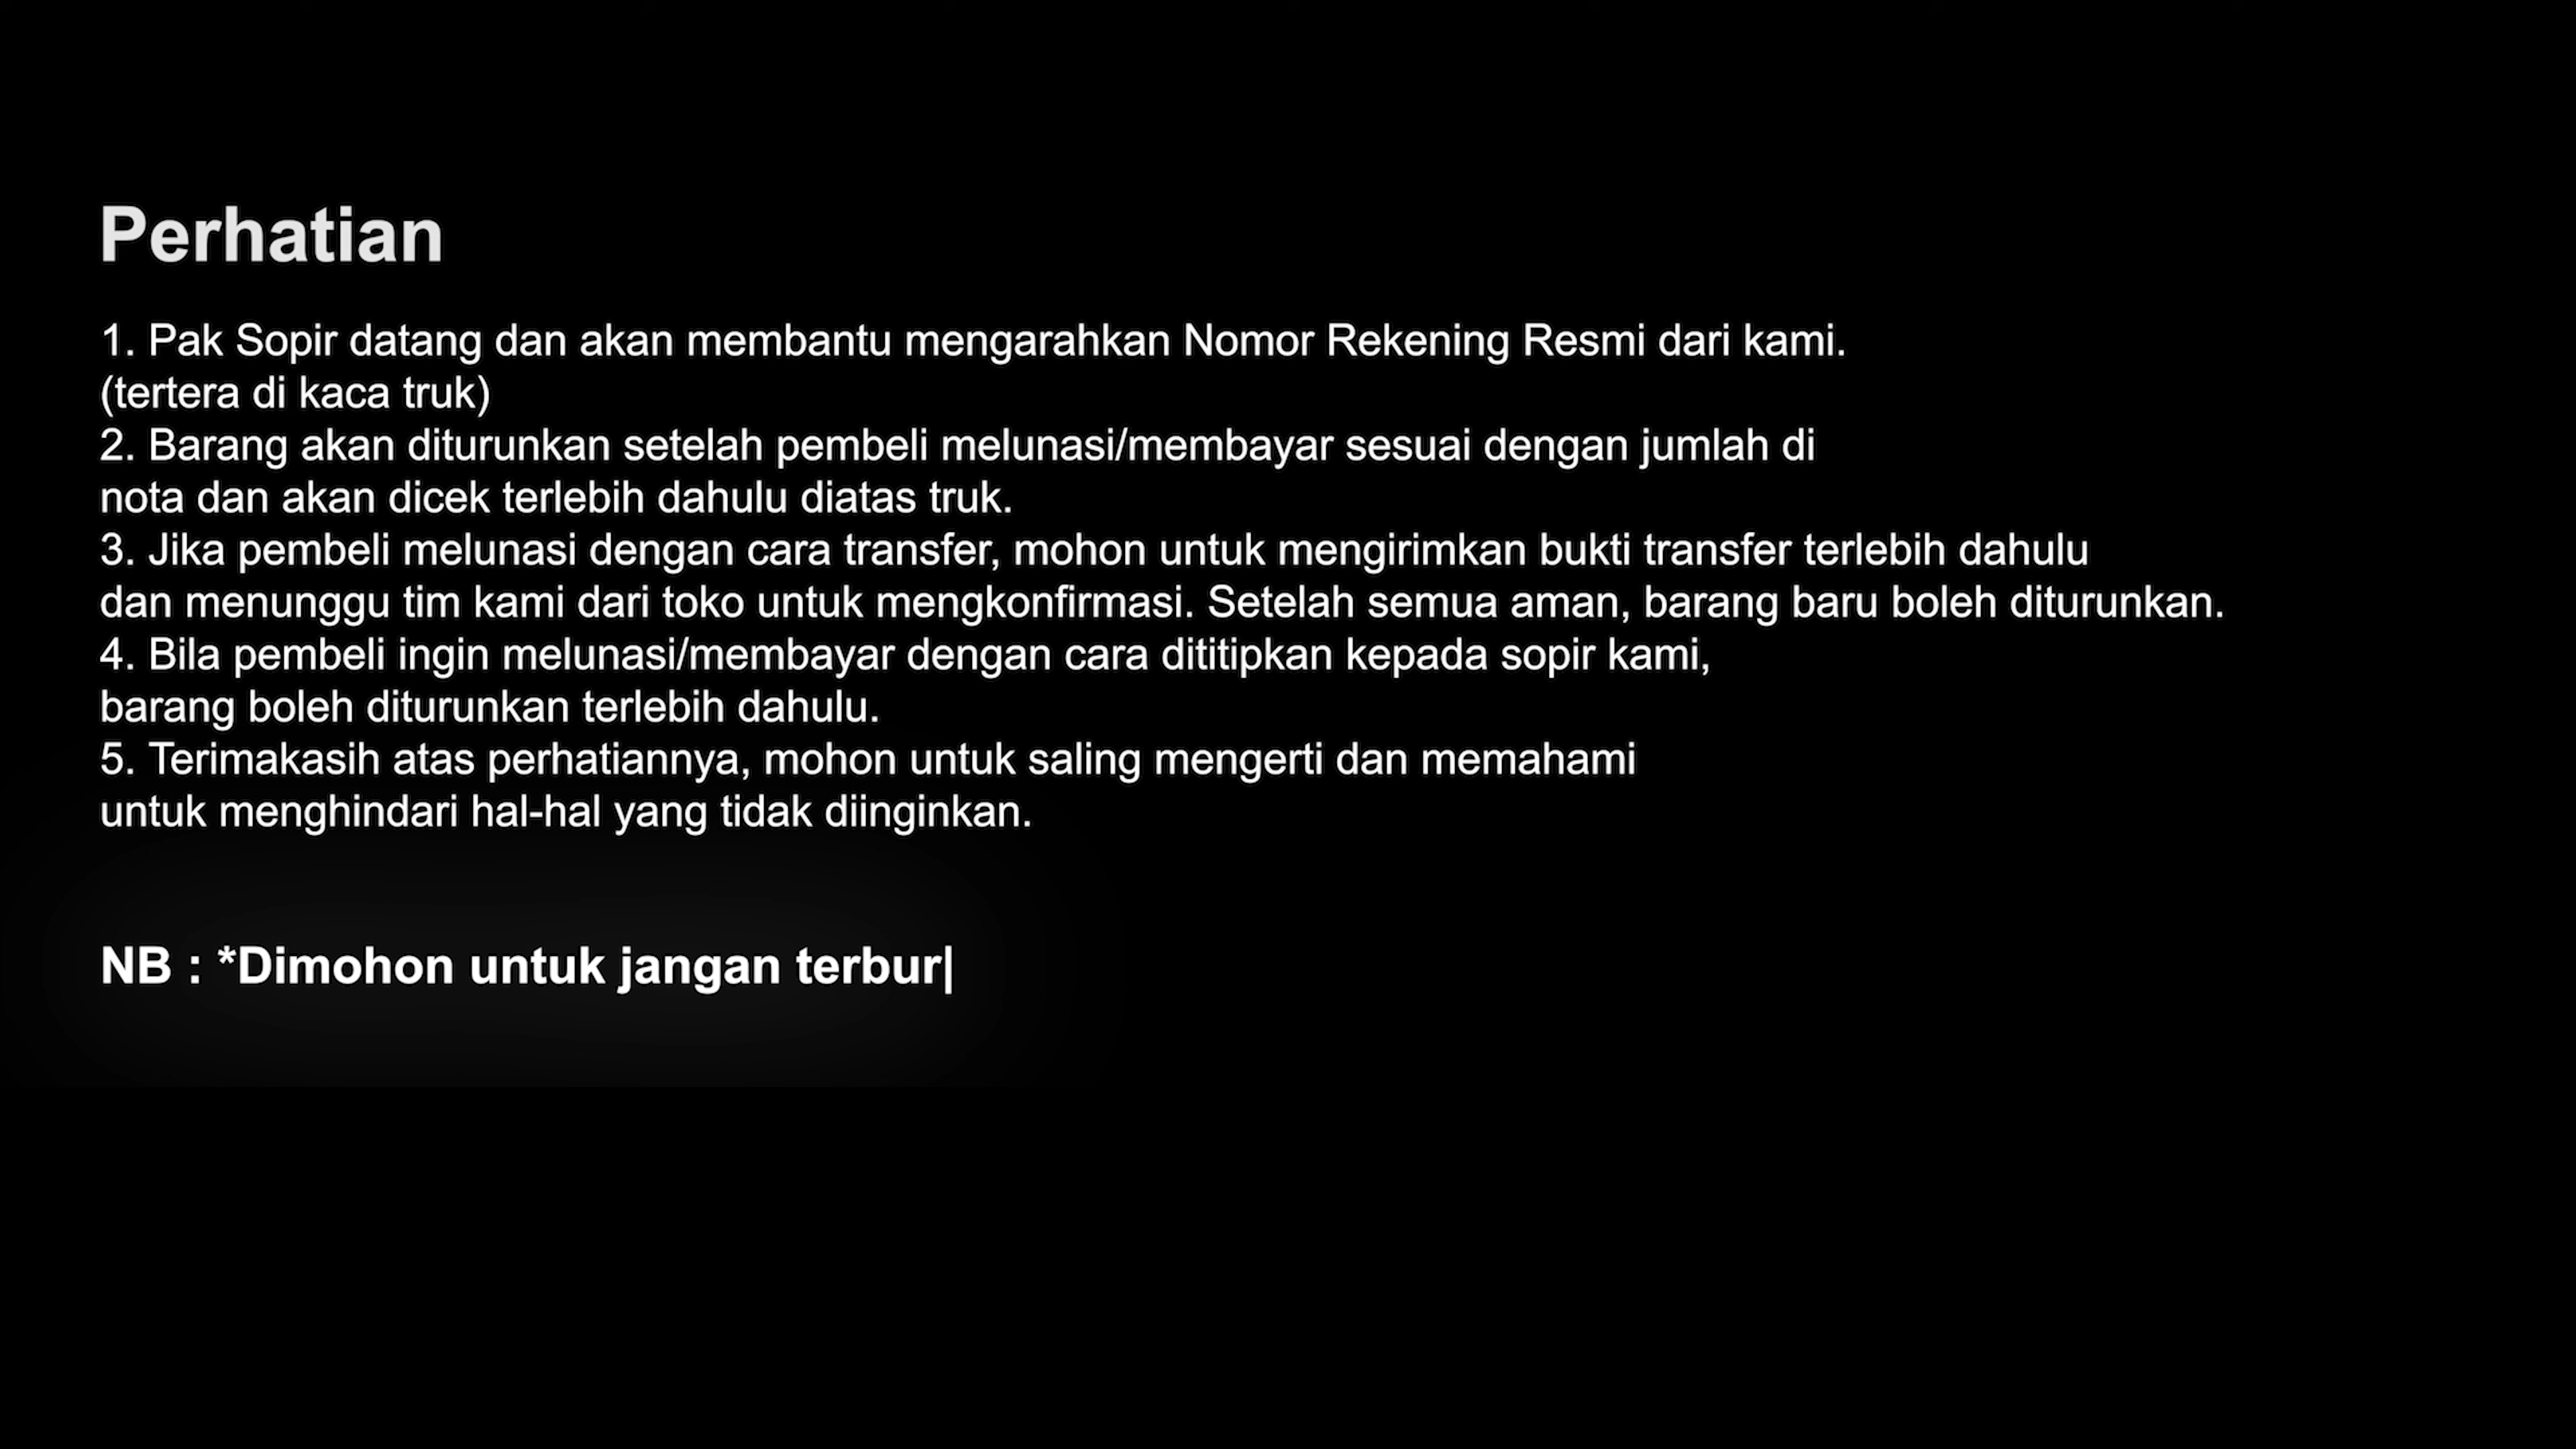 Perhatian
1. Pak Sopir datang dan akan membantu mengarahkan Nomor Rekening Resmi dari kami.
(tertera di kaca truk)
2. Barang akan diturunkan setelah pembeli melunasi/membayar sesuai dengan jumlah di
nota dan akan dicek terlebih dahulu diatas truk.
3. Jika pembeli melunasi dengan cara transfer, mohon untuk mengirimkan bukti transfer terlebih dahulu
dan menunggu tim kami dari toko untuk mengkonfirmasi. Setelah semua aman, barang baru boleh diturunkan.
4. Bila pembeli ingin melunasi/membayar dengan cara dititipkan kepada sopir kami,
barang boleh diturunkan terlebih dahulu.
5. Terimakasih atas perhatiannya, mohon untuk saling mengerti dan memahami
untuk menghindari hal-hal yang tidak diinginkan.
NB : *Dimohon untuk jangan terbur|